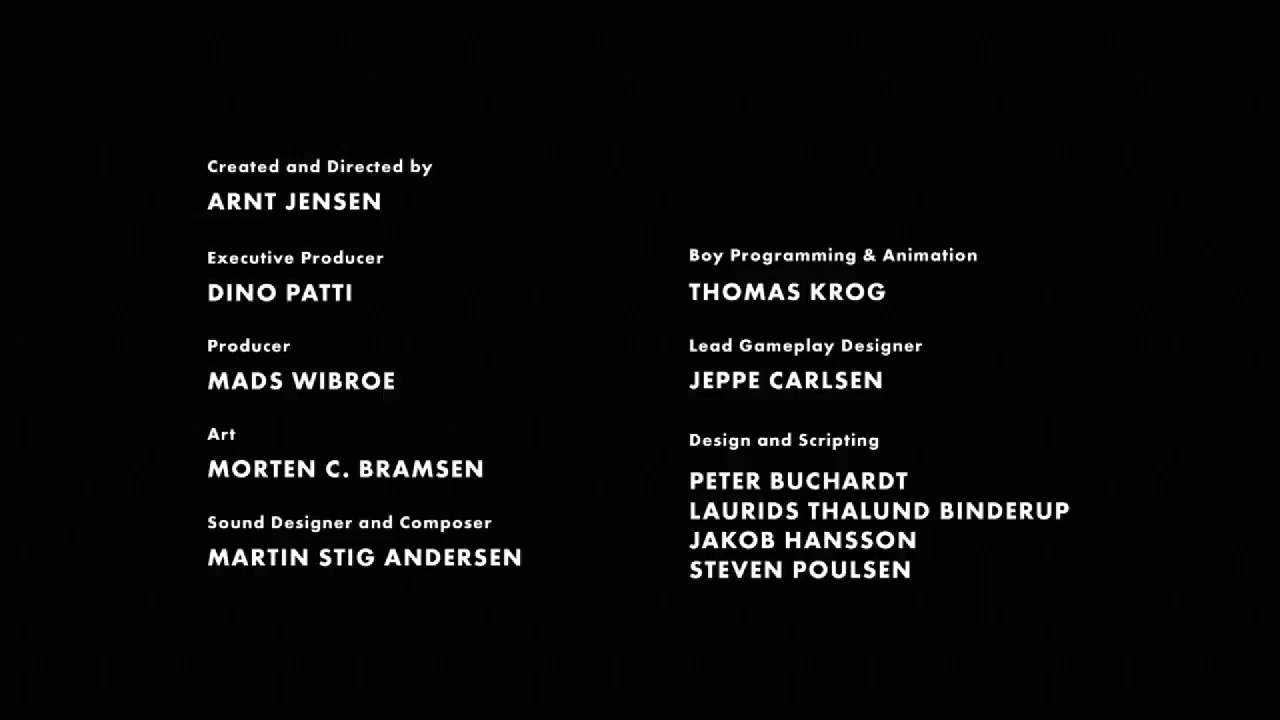 Created and Directed by
ARNT JENSEN
Executive Producer
DINO PATTI
Producer
MADS WIBROE
Art
MORTEN C. BRAMSEN
Sound Designer and Composer
MARTIN STIG ANDERSEN
Boy Programming & Animation
THOMAS KROG
Lead Gameplay Designer
JEPPE CARLSEN
Design and Scripting
PETER BUCHARDT
LAURIDS THALUND BINDERUP
JAKOB HANSSON
STEVEN POULSEN